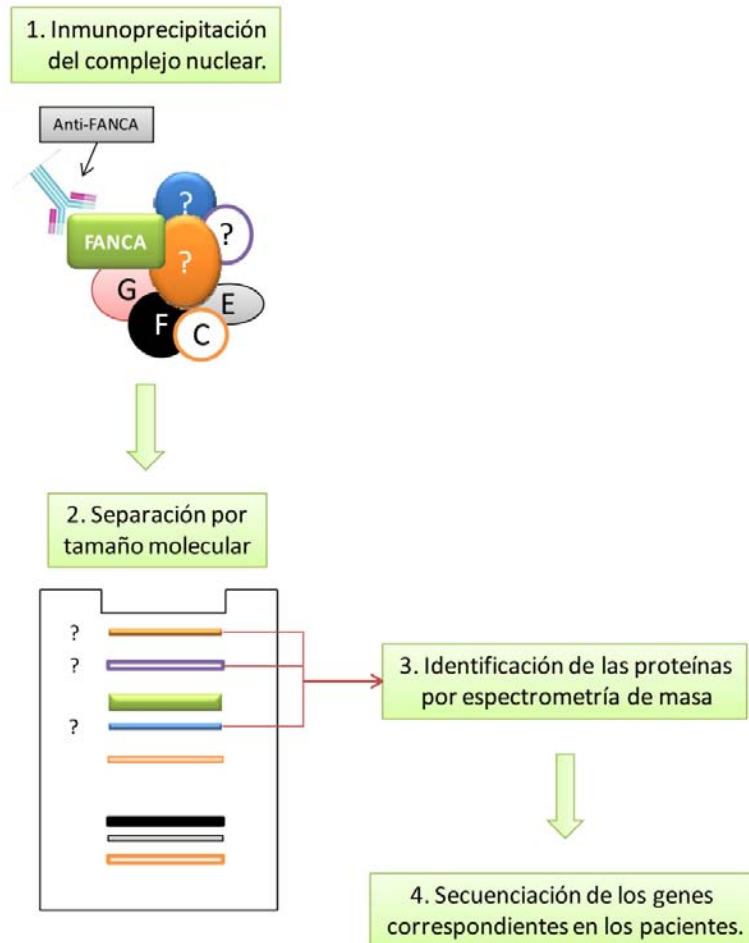 1. Inmunoprecipitación
del complejo nuclear.
Anti-FANCA
?
?
FANCA
?
G
E
F
C
2. Separación por
tamaño molecular
?
?
3. Identificación de las proteínas
por espectrometría de masa
?
4. Secuenciación de los genes
correspondientes en los pacientes.